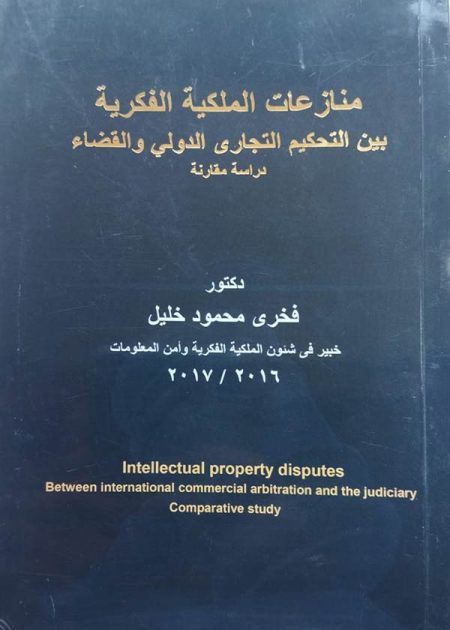 منازعات الملكية الفكرية
بين التحكيم التجارى الدولي والقضاء
دراسة مقارنة
دكتور
فخرى محمود خليل
خبير فى شئون الملكية الفكرية وأمن المعلومات
٢٠١٦ / ٢٠١٧
Intellectual property disputes
Between international commercial arbitration and the judiciary
Comparative study